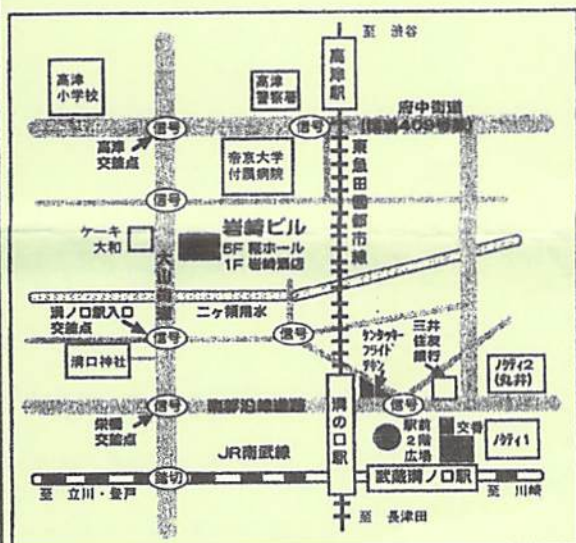 至 渋谷
高津駅
高津
小学校
高津
警察署
府中街道
(国道409号線)
信号
信号
高津
交差点
帝京大学
付属病院
東急田園都市線
信号
ケーキ
大和
岩崎ビル
5F 階ホール
1F 岩崎酒店
大山街道
二ヶ領用水
溝ノ口駅入口
交差点
信号
信号
溝口神社
ケンタッキー
フライド
チキン
三井
住友
銀行
ノクティ2
(丸井)
栄橋
交差点
信号
南部沿線道路
溝の口駅
信号
駅前
2階
広場
交番
ノクティ1
JR南武線
踏切
武蔵溝ノ口駅
至 立川・登戸
至 川崎
至 長津田